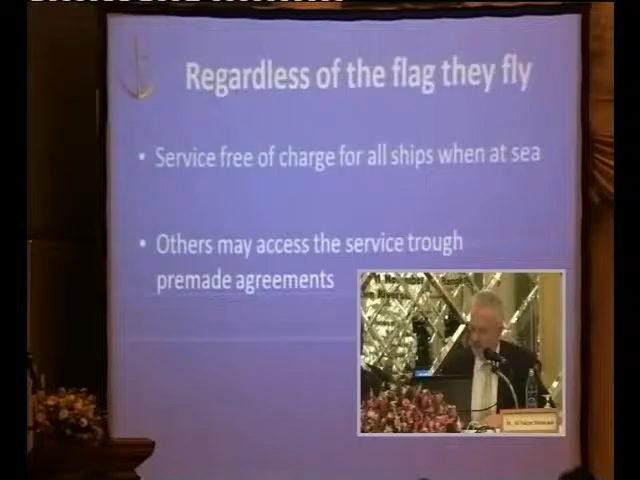 Regardless of the flag they fly
• Service free of charge for all ships when at sea
• Others may access the service trough
premade agreements